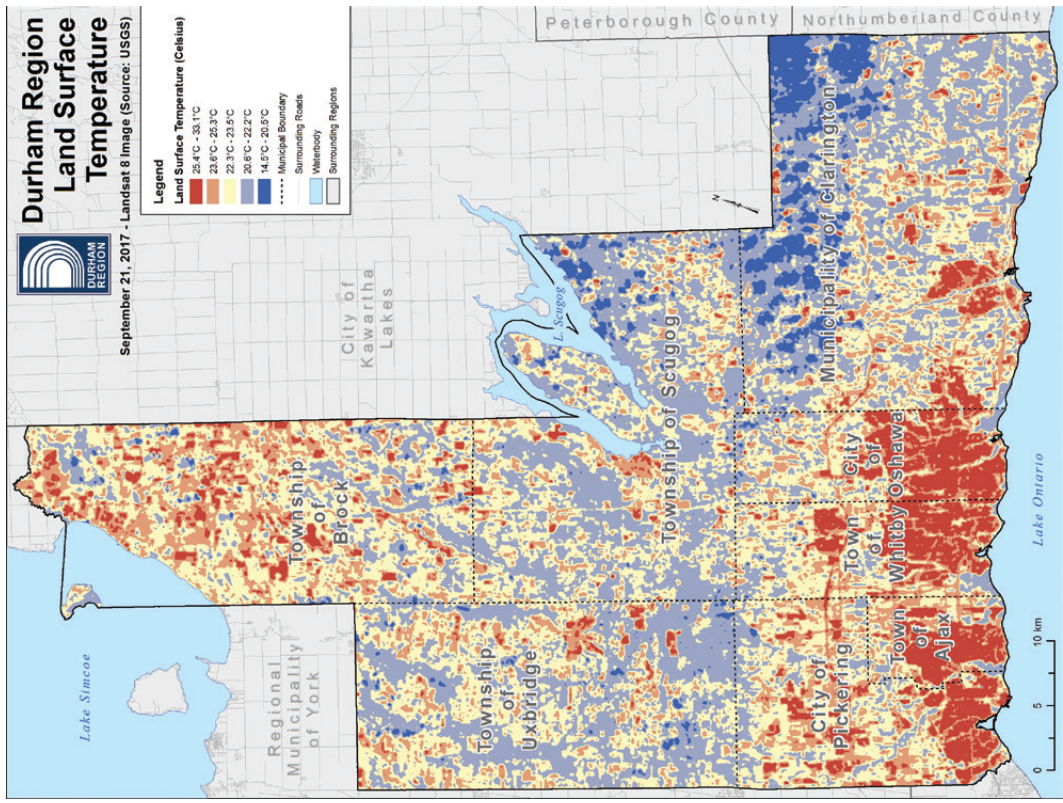 Durham Region
Land Surface
Temperature
DURHAM
REGION
September 21, 2017 - Landsat 8 Image (Source: USGS)
Legend
Land Surface Temperature (Celsius)
25.4°C - 33.1°C
23.6°C - 25.3°C
22.3°C - 23.5°C
20.6°C - 22.2°C
14.5°C - 20.5°C
Municipal Boundary
Surrounding Roads
Waterbody
Surrounding Regions
Peterborough County
Northumberland County
City of
Kawartha
Lakes
N
L. Scugog
Lake Simcoe
Regional
Municipality
of York
Township
of
Brock
Township
of
Uxbridge
Township of Scugog
Municipality of Clarington
City
of
Oshawa
Town
of
Whitby
City of
Pickering
Town
of
Ajax
Lake Ontario
0 5 10 km